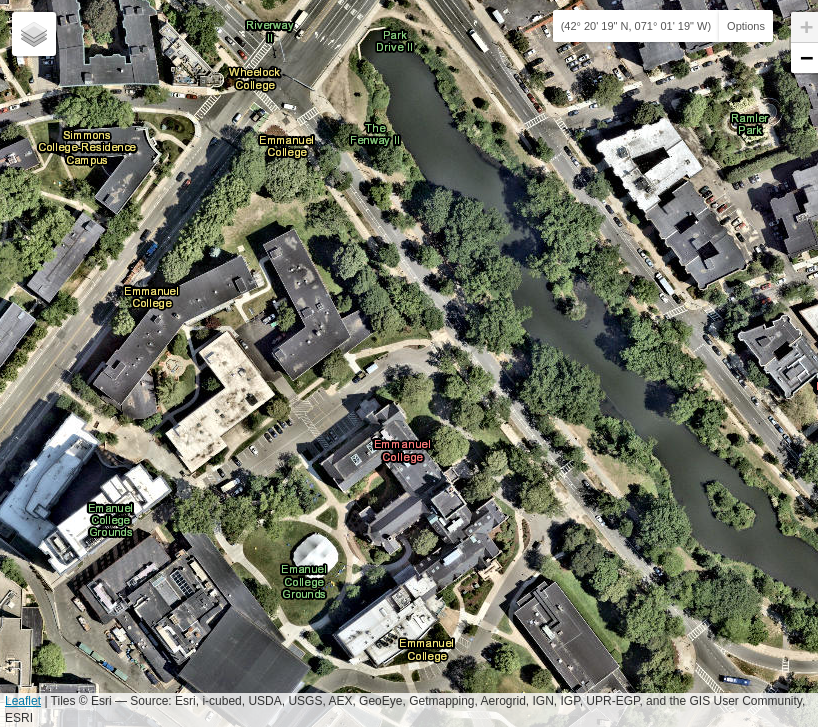 (42° 20' 19" N, 071° 01' 19" W)
Options
+
−
Riverway
II
Park
Drive II
Wheelock
College
Ramler
Park
The
Fenway II
Simmons
College-Residence
Campus
Emmanuel
College
Emmanuel
College
Emmanuel
College
Emanuel
College
Grounds
Emanuel
College
Grounds
Emmanuel
College
Leaflet | Tiles © Esri — Source: Esri, i-cubed, USDA, USGS, AEX, GeoEye, Getmapping, Aerogrid, IGN, IGP, UPR-EGP, and the GIS User Community,
ESRI